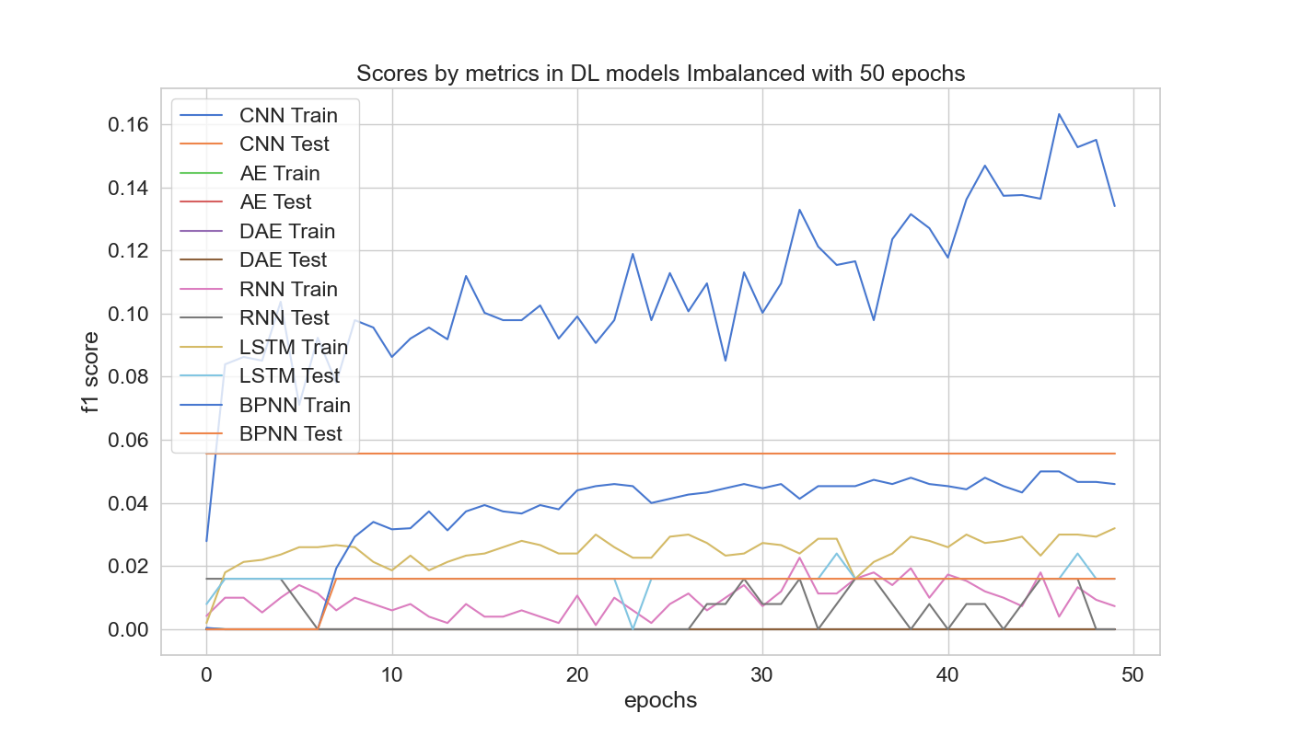 Scores by metrics in DL models Imbalanced with 50 epochs
CNN Train
CNN Test
AE Train
AE Test
DAE Train
DAE Test
RNN Train
RNN Test
LSTM Train
LSTM Test
BPNN Train
BPNN Test
f1 score
0.16
0.14
0.12
0.10
0.08
0.06
0.04
0.02
0.00
0
10
20
30
40
50
epochs